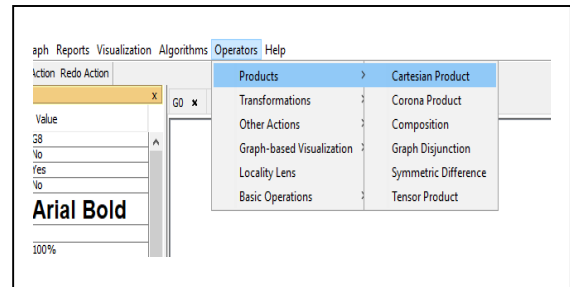 aph Reports Visualization Algorithms Operators Help
Action Redo Action
x
G0 x
Value
G8
No
Yes
No
Arial Bold
100%
Products >
Transformations >
Other Actions >
Graph-based Visualization >
Locality Lens
Basic Operations >
Cartesian Product
Corona Product
Composition
Graph Disjunction
Symmetric Difference
Tensor Product